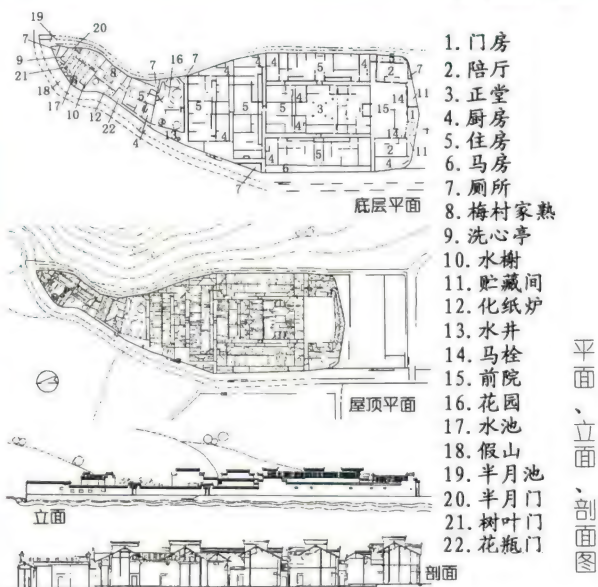 1. 门房
2. 陪厅
3. 正堂
4. 厨房
5. 住房
6. 马房
7. 厕所
8. 梅村家熟
9. 洗心亭
10. 水榭
11. 贮藏间
12. 化纸炉
13. 水井
14. 马栓
15. 前院
16. 花园
17. 水池
18. 假山
19. 半月池
20. 半月门
21. 树叶门
22. 花瓶门
底层平面
屋顶平面
立面
剖面
平面、立面、剖面图